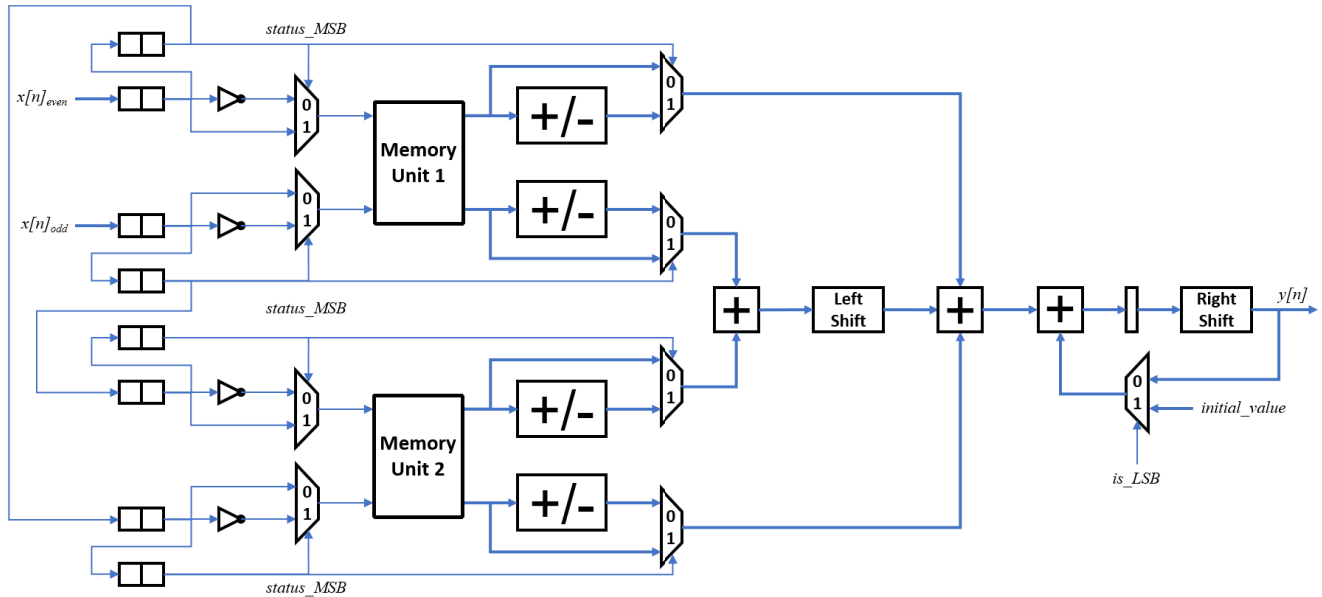 status_MSB
x[n]even
0
1
Memory
Unit 1
+/-
0
1
x[n]odd
0
1
+/-
0
1
status_MSB
+
Left
Shift
+
+
Right
Shift
y[n]
0
1
initial_value
is_LSB
0
1
Memory
Unit 2
+/-
0
1
0
1
+/-
0
1
status_MSB